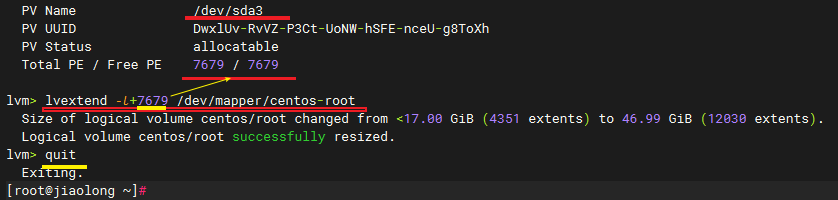 PV Name /dev/sda3
PV UUID DwxlUv-RvVZ-P3Ct-UoNW-hSFE-nceU-g8ToXh
PV Status allocatable
Total PE / Free PE 7679 / 7679
lvm> lvextend -l+7679 /dev/mapper/centos-root
Size of logical volume centos/root changed from <17.00 GiB (4351 extents) to 46.99 GiB (12030 extents).
Logical volume centos/root successfully resized.
lvm> quit
Exiting.
[root@jiaolong ~]#